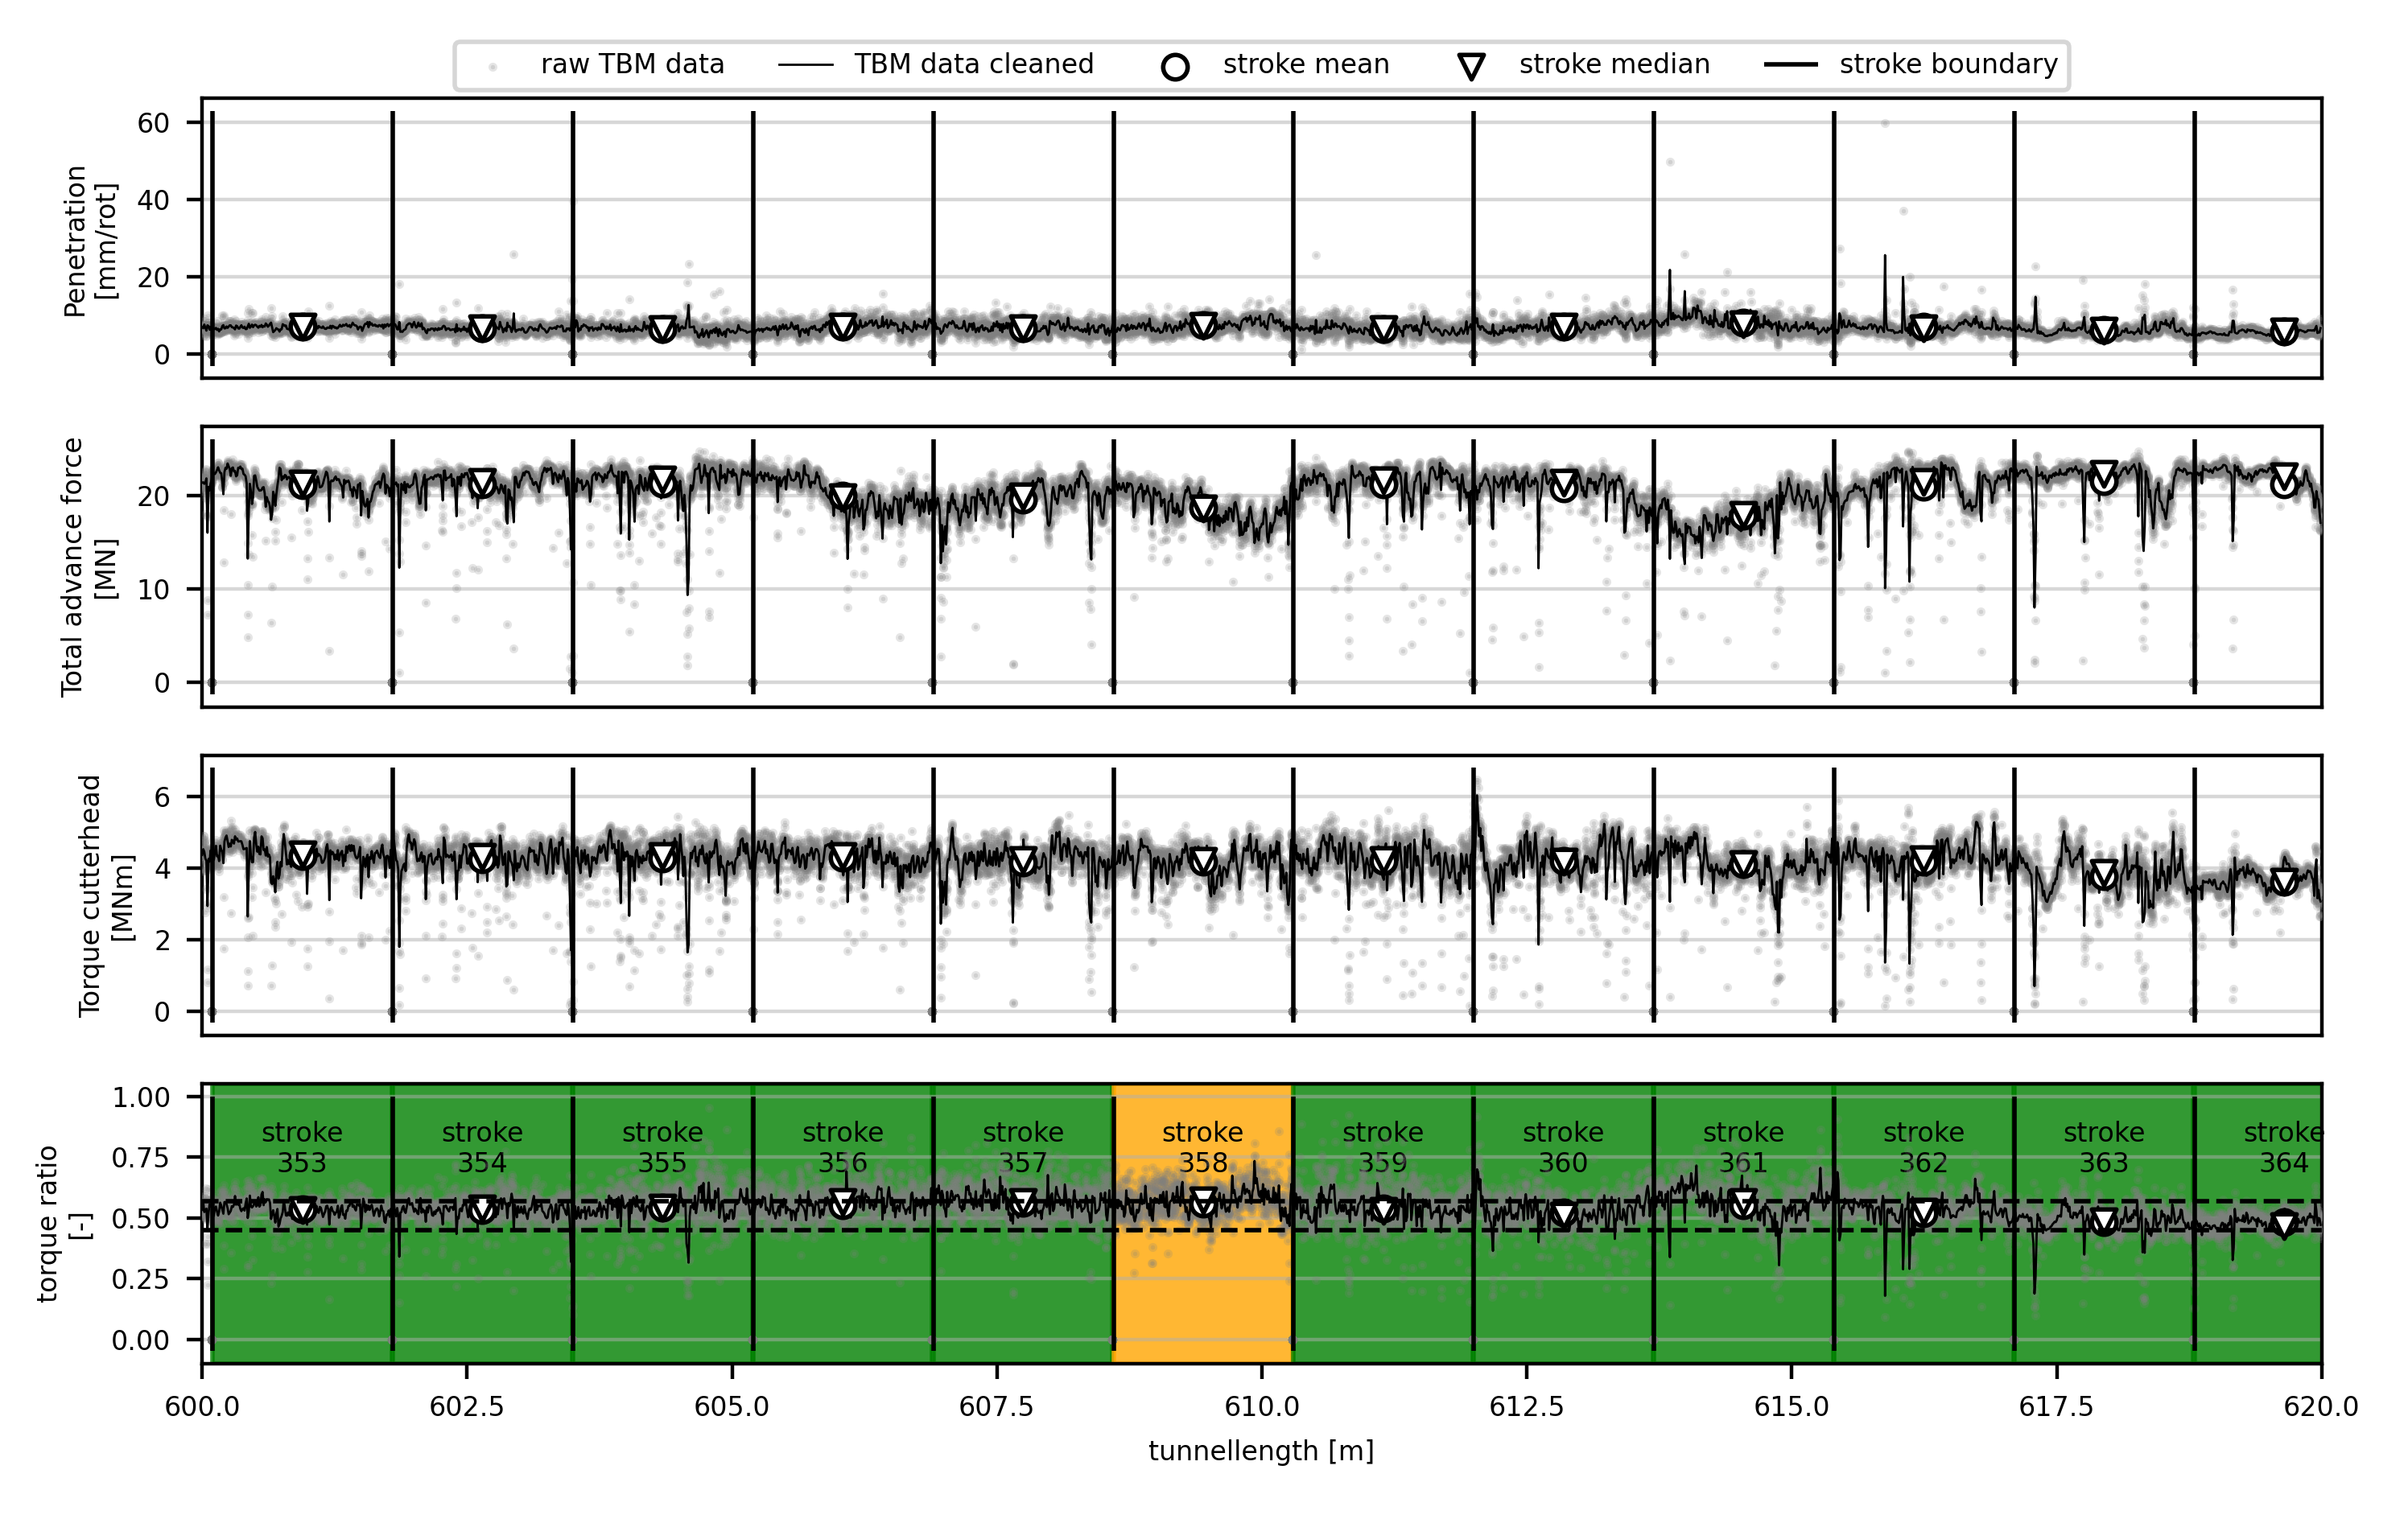 raw TBM data TBM data cleaned stroke mean stroke median stroke boundary
Penetration
[mm/rot]
60
40
20
0
Total advance force
[MN]
20
10
0
Torque cutterhead
[MNm]
6
4
2
0
torque ratio
[-]
1.00
0.75
0.50
0.25
0.00
stroke
353
stroke
354
stroke
355
stroke
356
stroke
357
stroke
358
stroke
359
stroke
360
stroke
361
stroke
362
stroke
363
stroke
364
600.0 602.5 605.0 607.5 610.0 612.5 615.0 617.5 620.0
tunnellength [m]